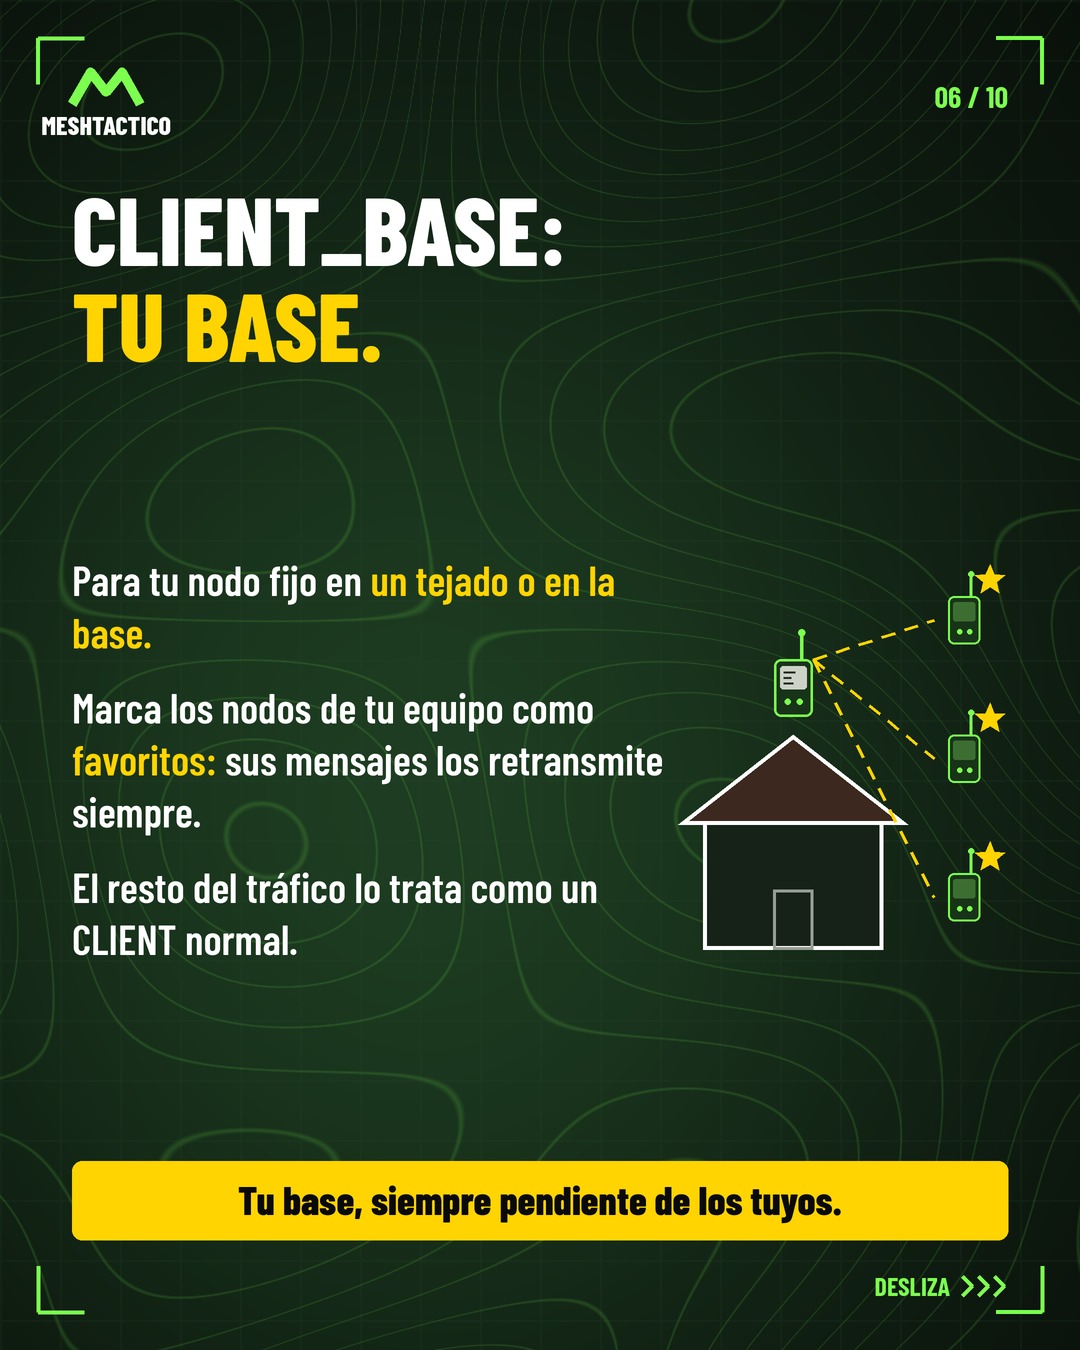 MESHTACTICO
06 / 10
CLIENT_BASE:
TU BASE.
Para tu nodo fijo en un tejado o en la
base.
Marca los nodos de tu equipo como
favoritos: sus mensajes los retransmite
siempre.
El resto del tráfico lo trata como un
CLIENT normal.
Tu base, siempre pendiente de los tuyos.
DESLIZA